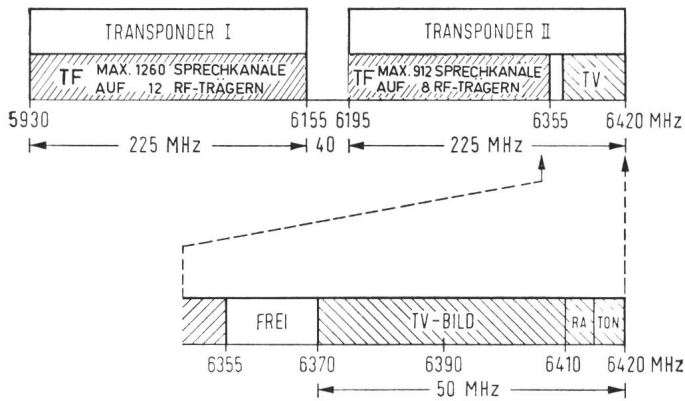 TRANSPONDER I
TRANSPONDER II
TF MAX. 1260 SPRECHKANÄLE
AUF 12 RF-TRÄGERN
TF MAX. 912 SPRECHKANÄLE
AUF 8 RF-TRÄGERN
TV
5930 6155 6195 6355 6420 MHz
225 MHz 40 225 MHz
FREI TV-BILD RA TON
6355 6370 6390 6410 6420 MHz
50 MHz